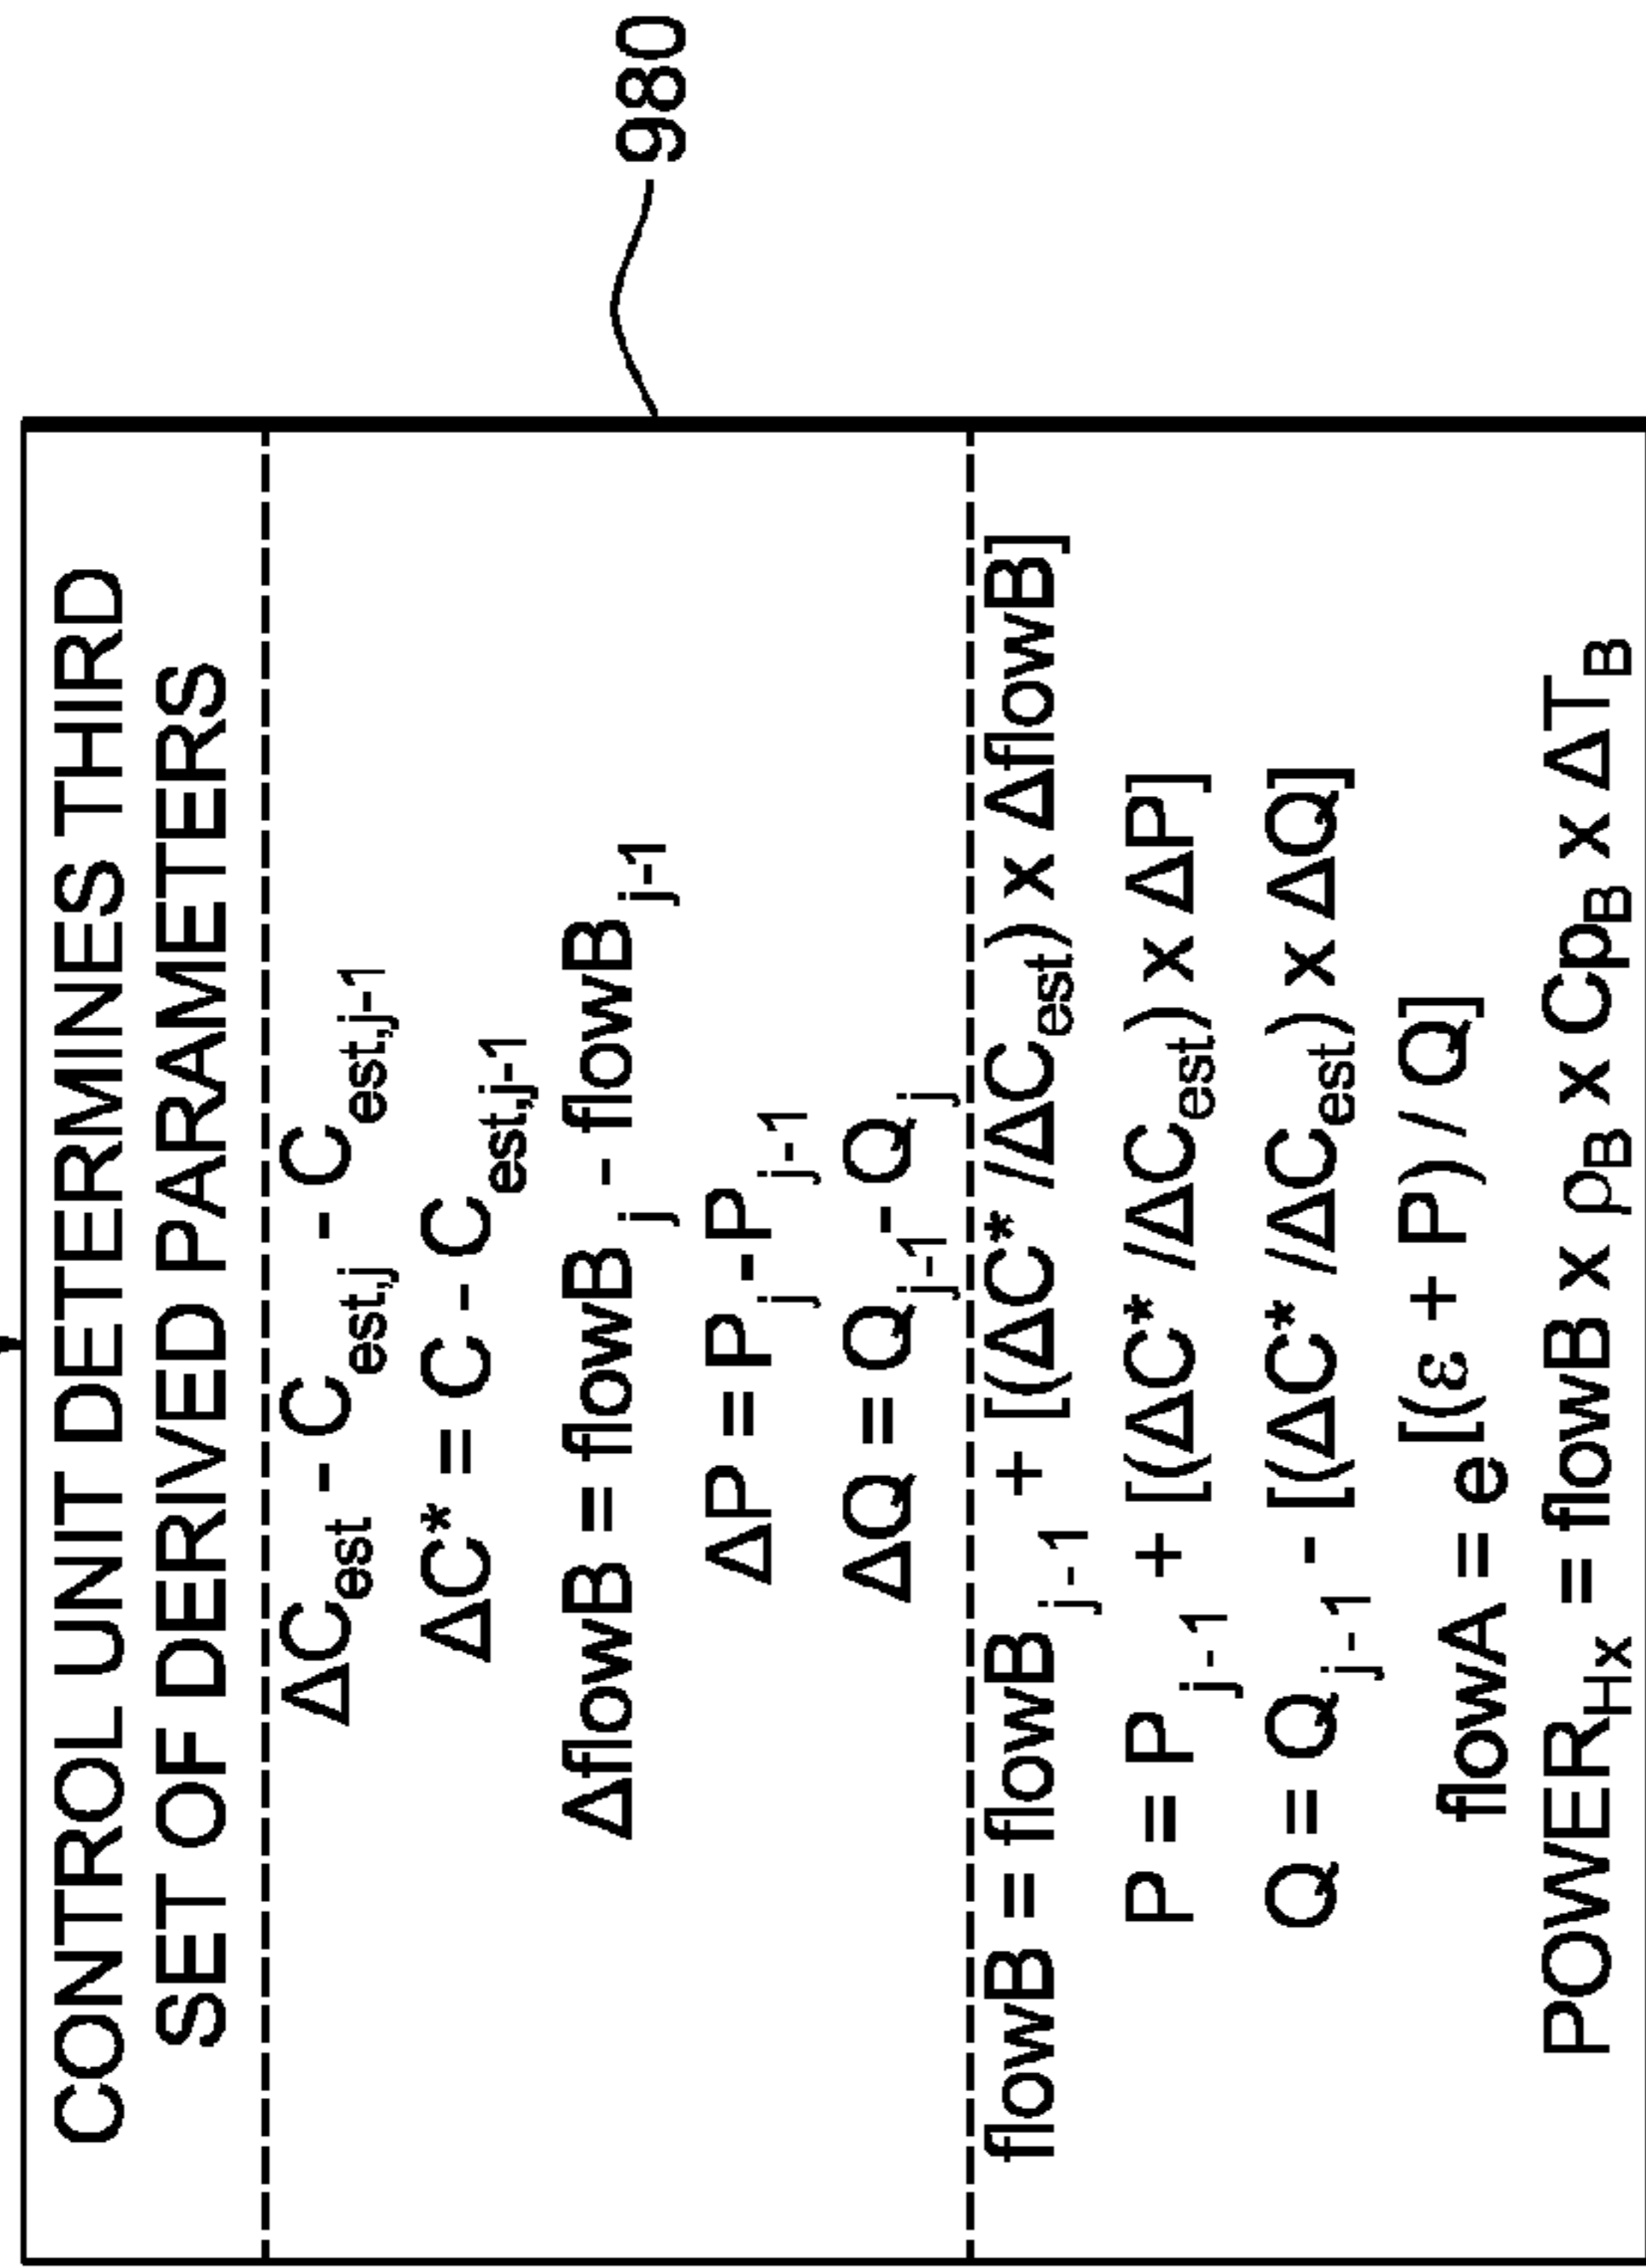 CONTROL UNIT DETERMINES THIRD
SET OF DERIVED PARAMETERS
ΔC_est - C_est,j - C_est,j-1
ΔC* = C - C_est,j-1
ΔflowB = flowB_j - flowB_j-1
ΔP = P_j - P_j-1
ΔQ = Q_j-1 - Q_j
flowB = flowB_j-1 + [(ΔC* //ΔC_est) x ΔflowB]
P = P_j-1 + [(ΔC* //ΔC_est) x ΔP]
Q = Q_j-1 - [(ΔC* //ΔC_est) x ΔQ]
flowA = e [(ε + P) / Q]
POWER_Hx = flowB x ρ_B x Cp_B x ΔT_B
980